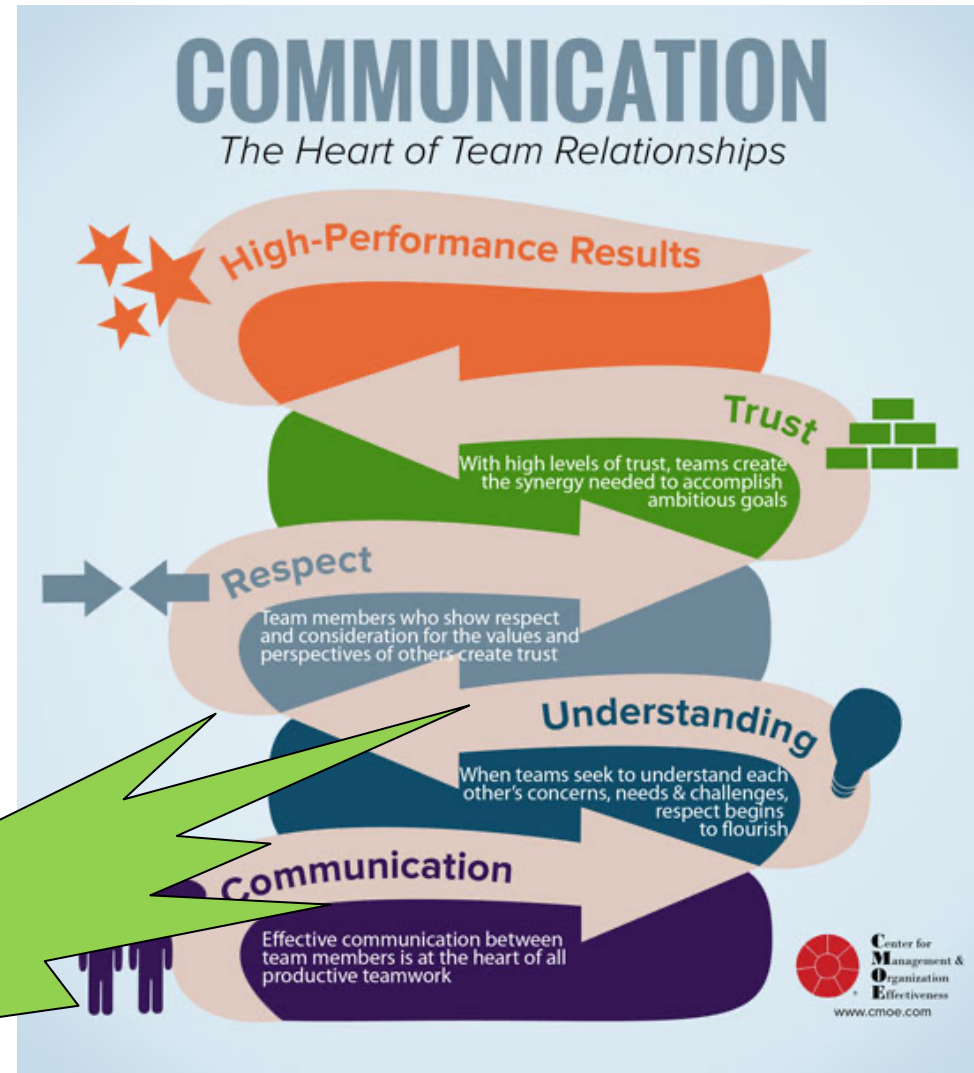 COMMUNICATION
The Heart of Team Relationships
High-Performance Results
Trust
With high levels of trust, teams create
the synergy needed to accomplish
ambitious goals
Respect
Team members who show respect
and consideration for the values and
perspectives of others create trust
Understanding
When teams seek to understand each
other's concerns, needs & challenges,
respect begins
to flourish
Communication
Effective communication between
team members is at the heart of all
productive teamwork
Center for
Management &
Organization
Effectiveness
www.cmoe.com